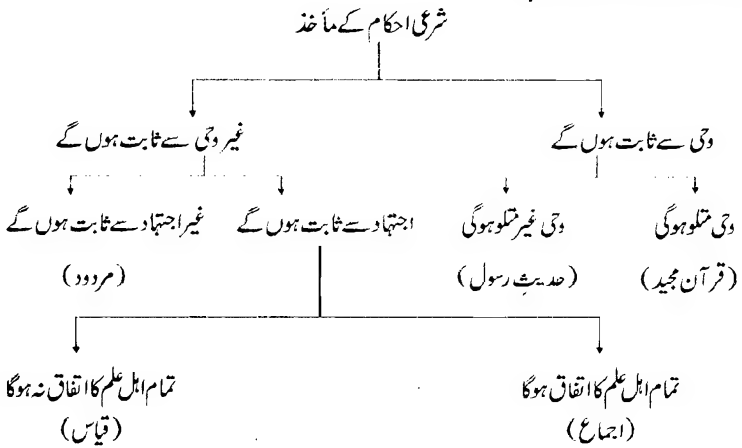 شرعی احکام کے مأخذ
وحی سے ثابت ہوں گے
غیر وحی سے ثابت ہوں گے
وحی متلو ہوگی
وحی غیر متلو ہوگی
اجتہاد سے ثابت ہوں گے
غیر اجتہاد سے ثابت ہوں گے
(قرآن مجید)
(حدیثِ رسول)
(مردود)
تمام اہل علم کا اتفاق ہوگا
تمام اہل علم کا اتفاق نہ ہوگا
(اجماع)
(قیاس)